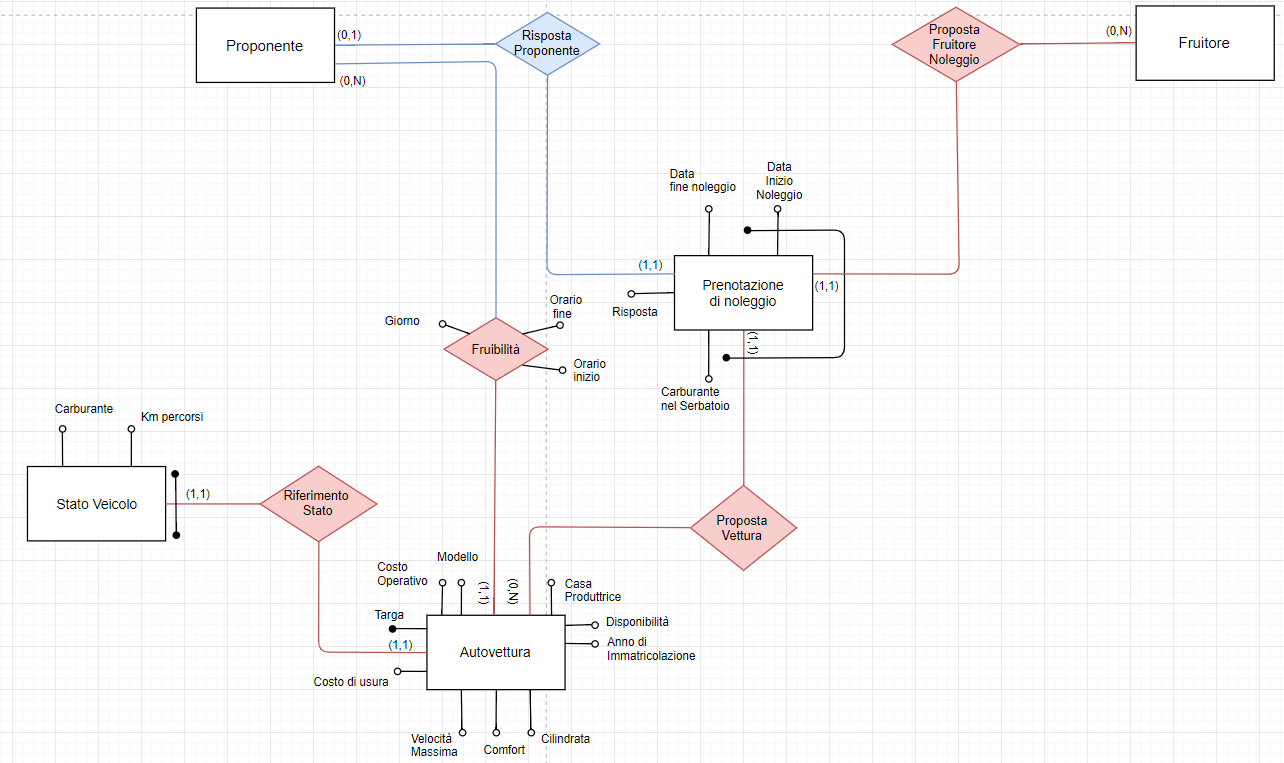 Proponente
(0,1)
(0,N)
Risposta
Proponente
Proposta
Fruitore
Noleggio
(0,N)
Fruitore
Data
fine noleggio
Data
Inizio
Noleggio
(1,1)
Prenotazione
di noleggio
(1,1)
Risposta
(1,1)
Carburante
nel Serbatoio
Giorno
Orario
fine
Fruibilità
Orario
inizio
Carburante
Km percorsi
Stato Veicolo
(1,1)
Riferimento
Stato
Proposta
Vettura
Costo
Operativo
Modello
(1,1)
(0,N)
Casa
Produttrice
Targa
(1,1)
Autovettura
Disponibilità
Anno di
Immatricolazione
Costo di usura
Velocità
Massima
Comfort
Cilindrata